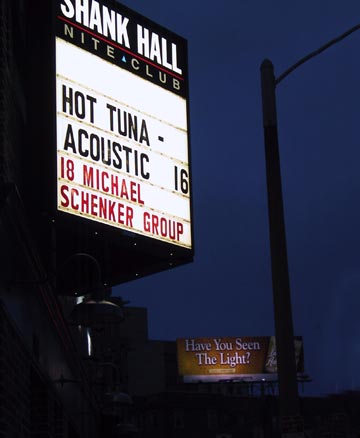 SHANK HALL
NITE CLUB
HOT TUNA -
ACOUSTIC 16
18 MICHAEL
SCHENKER GROUP
Have You Seen
The Light?